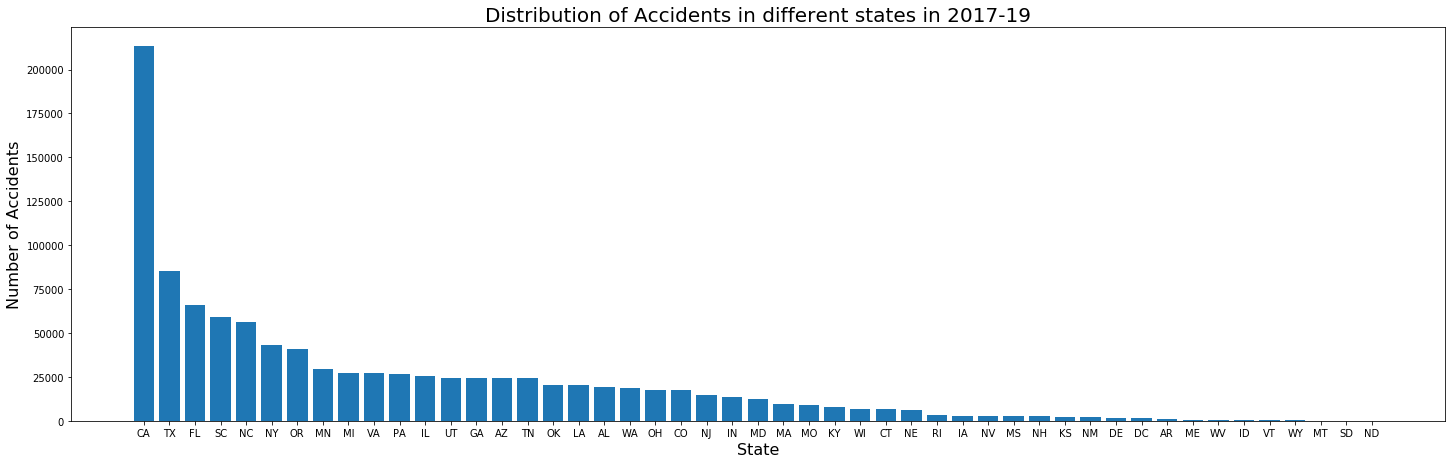 Distribution of Accidents in different states in 2017-19
Number of Accidents
200000
175000
150000
125000
100000
75000
50000
25000
0
CA TX FL SC NC NY OR MN MI VA PA IL UT GA AZ TN OK LA AL WA OH CO NJ IN MD MA MO KY WI CT NE RI IA NV MS NH KS NM DE DC AR ME WV ID VT WY MT SD ND
State